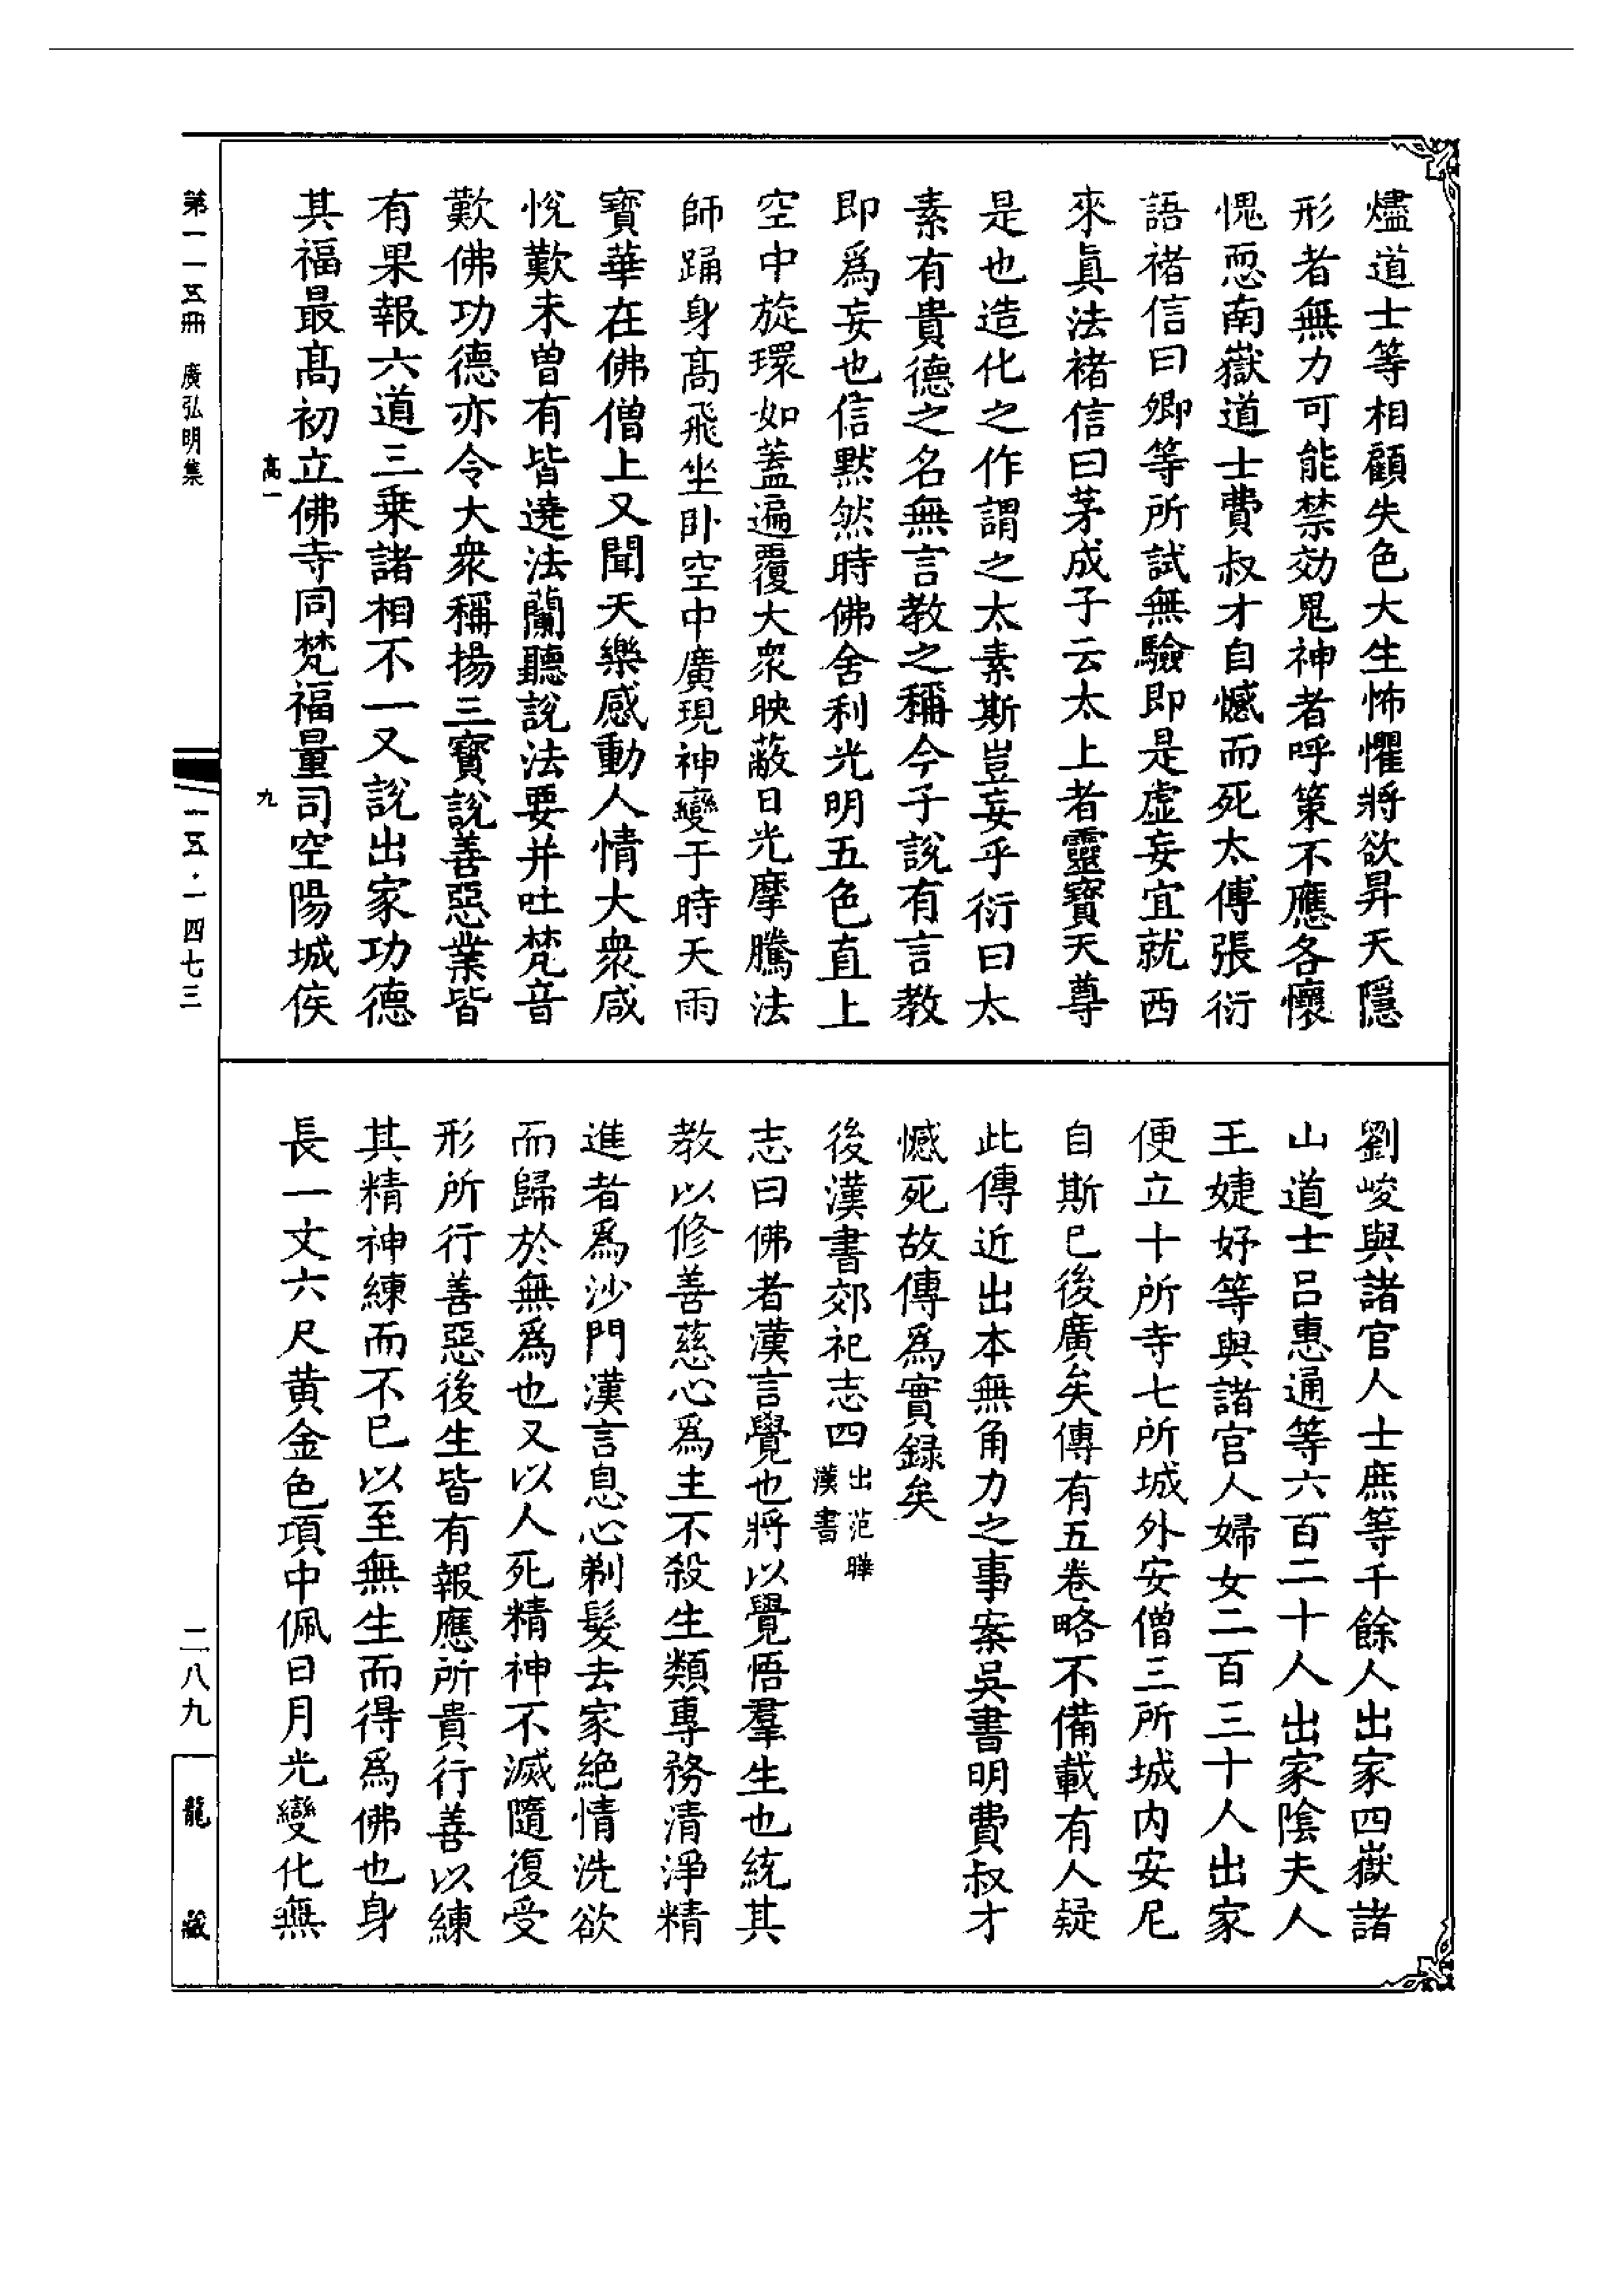 燼道士等相顧失色大生怖懼將欲昇天隱
形者無力可能禁効鬼神者呼策不應各懷
愧恧南嶽道士費叔才自憾而死太傅張衍
語褚信曰卿等所試無驗即是虛妄宜就西
來真法褚信曰茅成子云太上者靈寶天尊
是也造化之作謂之太素斯豈妄乎衍曰太
素有貴德之名無言教之稱今子說有言教
即為妄也信默然時佛舍利光明五色直上
空中旋環如蓋遍覆大眾映蔽日光摩騰法
師踊身高飛坐卧空中廣現神變于時天雨
寶華在佛僧上又聞天樂感動人情大眾咸
悅歎未曾有皆遶法蘭聽說法要并吐梵音
歎佛功德亦令大眾稱揚三寶說善惡業皆
有果報六道三乘諸相不一又說出家功德
其福最高初立佛寺同梵福量司空陽城侯
高一
九
劉峻與諸官人士庶等千餘人出家四嶽諸
山道士呂惠通等六百二十人出家陰夫人
王婕妤等與諸宮人婦女二百三十人出家
便立十所寺七所城外安僧三所城內安尼
自斯已後廣矣傳有五卷略不備載有人疑
此傳近出本無角力之事案吳書明費叔才
憾死故傳為實録矣
後漢書郊祀志四 出范曄
漢書
志曰佛者漢言覺也將以覺悟羣生也統其
教以修善慈心為主不殺生類專務清淨精
進者為沙門漢言息心剃髮去家絶情洗欲
而歸於無為也又以人死精神不滅隨復受
形所行善惡後生皆有報應所貴行善以練
其精神練而不已以至無生而得為佛也身
長一丈六尺黃金色項中佩日月光變化無
第一一五冊 廣弘明集
一五·一四七三
二八九
龍藏